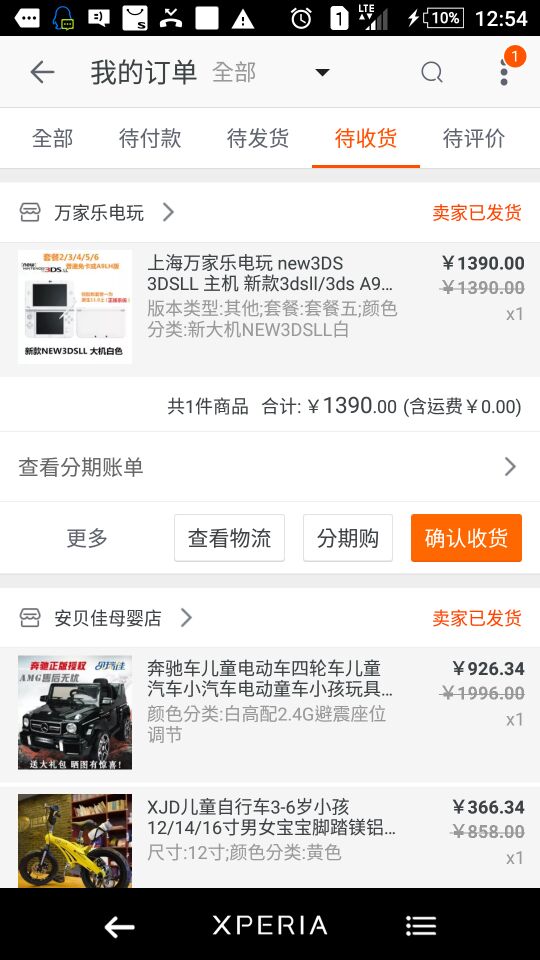 1
LTE
10%
12:54
我的订单 全部
1
全部 待付款 待发货 待收货 待评价
万家乐电玩
卖家已发货
套餐2/3/4/5/6
new
NINTENDO3DSLL
新款NEW3DSLL 大机白色
上海万家乐电玩 new3DS
3DSLL 主机 新款3dsll/3ds A9...
版本类型:其他;套餐:套餐五;颜色
分类:新大机NEW3DSLL白
￥1390.00
￥1390.00
x1
共1件商品 合计: ￥1390.00 (含运费￥0.00)
查看分期账单
更多 查看物流 分期购 确认收货
安贝佳母婴店
卖家已发货
奔驰正版授权
AMG售后无忧
送大礼包 晒图有惊喜!
奔驰车儿童电动车四轮车儿童
汽车小汽车电动童车小孩玩具...
颜色分类:白高配2.4G避震座位
调节
￥926.34
￥1996.00
x1
XJD儿童自行车3-6岁小孩
12/14/16寸男女宝宝脚踏镁铝...
尺寸:12寸;颜色分类:黄色
￥366.34
￥858.00
x1
XPERIA